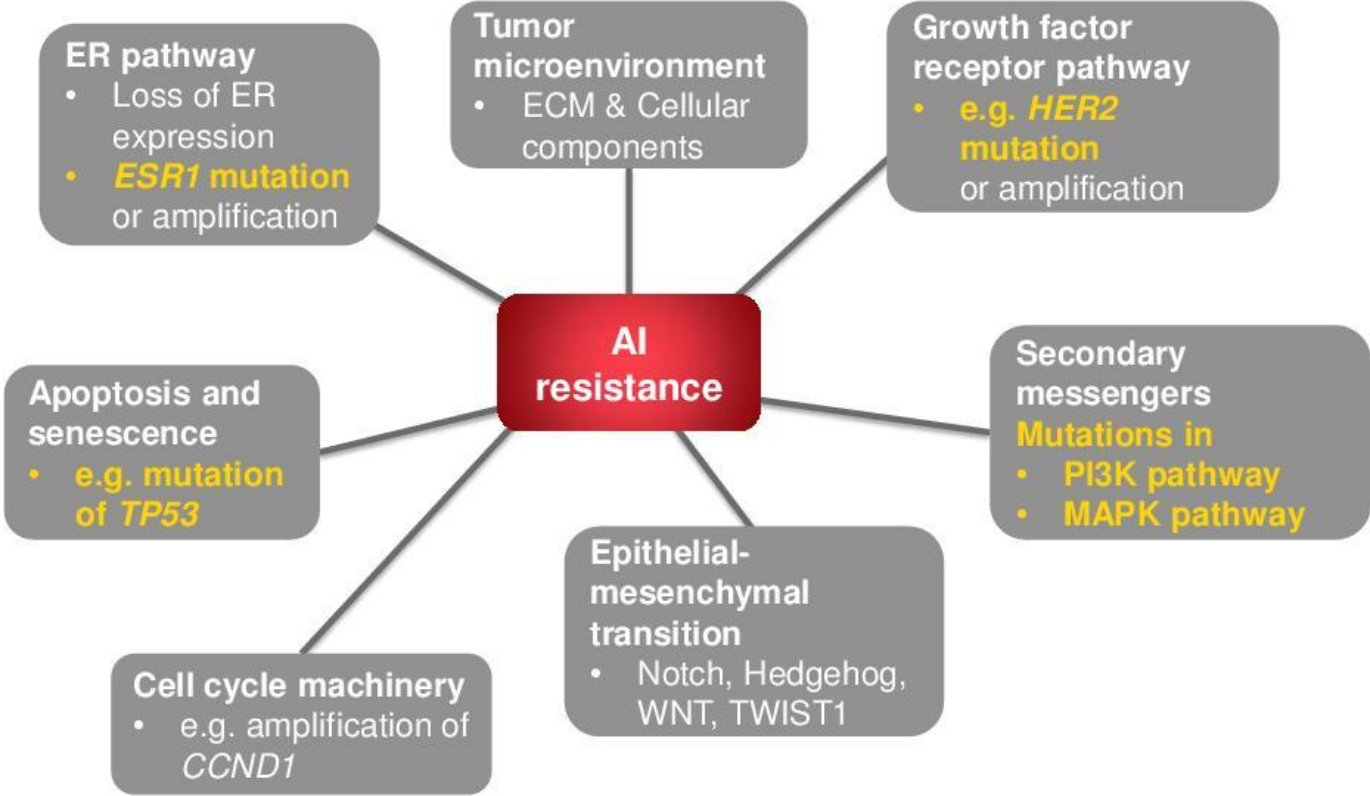 ER pathway
• Loss of ER
expression
• ESR1 mutation
or amplification
Tumor
microenvironment
• ECM & Cellular
components
Growth factor
receptor pathway
• e.g. HER2
mutation
or amplification
AI
resistance
Apoptosis and
senescence
• e.g. mutation
of TP53
Secondary
messengers
Mutations in
• PI3K pathway
• MAPK pathway
Cell cycle machinery
• e.g. amplification of
CCND1
Epithelial-
mesenchymal
transition
• Notch, Hedgehog,
WNT, TWIST1